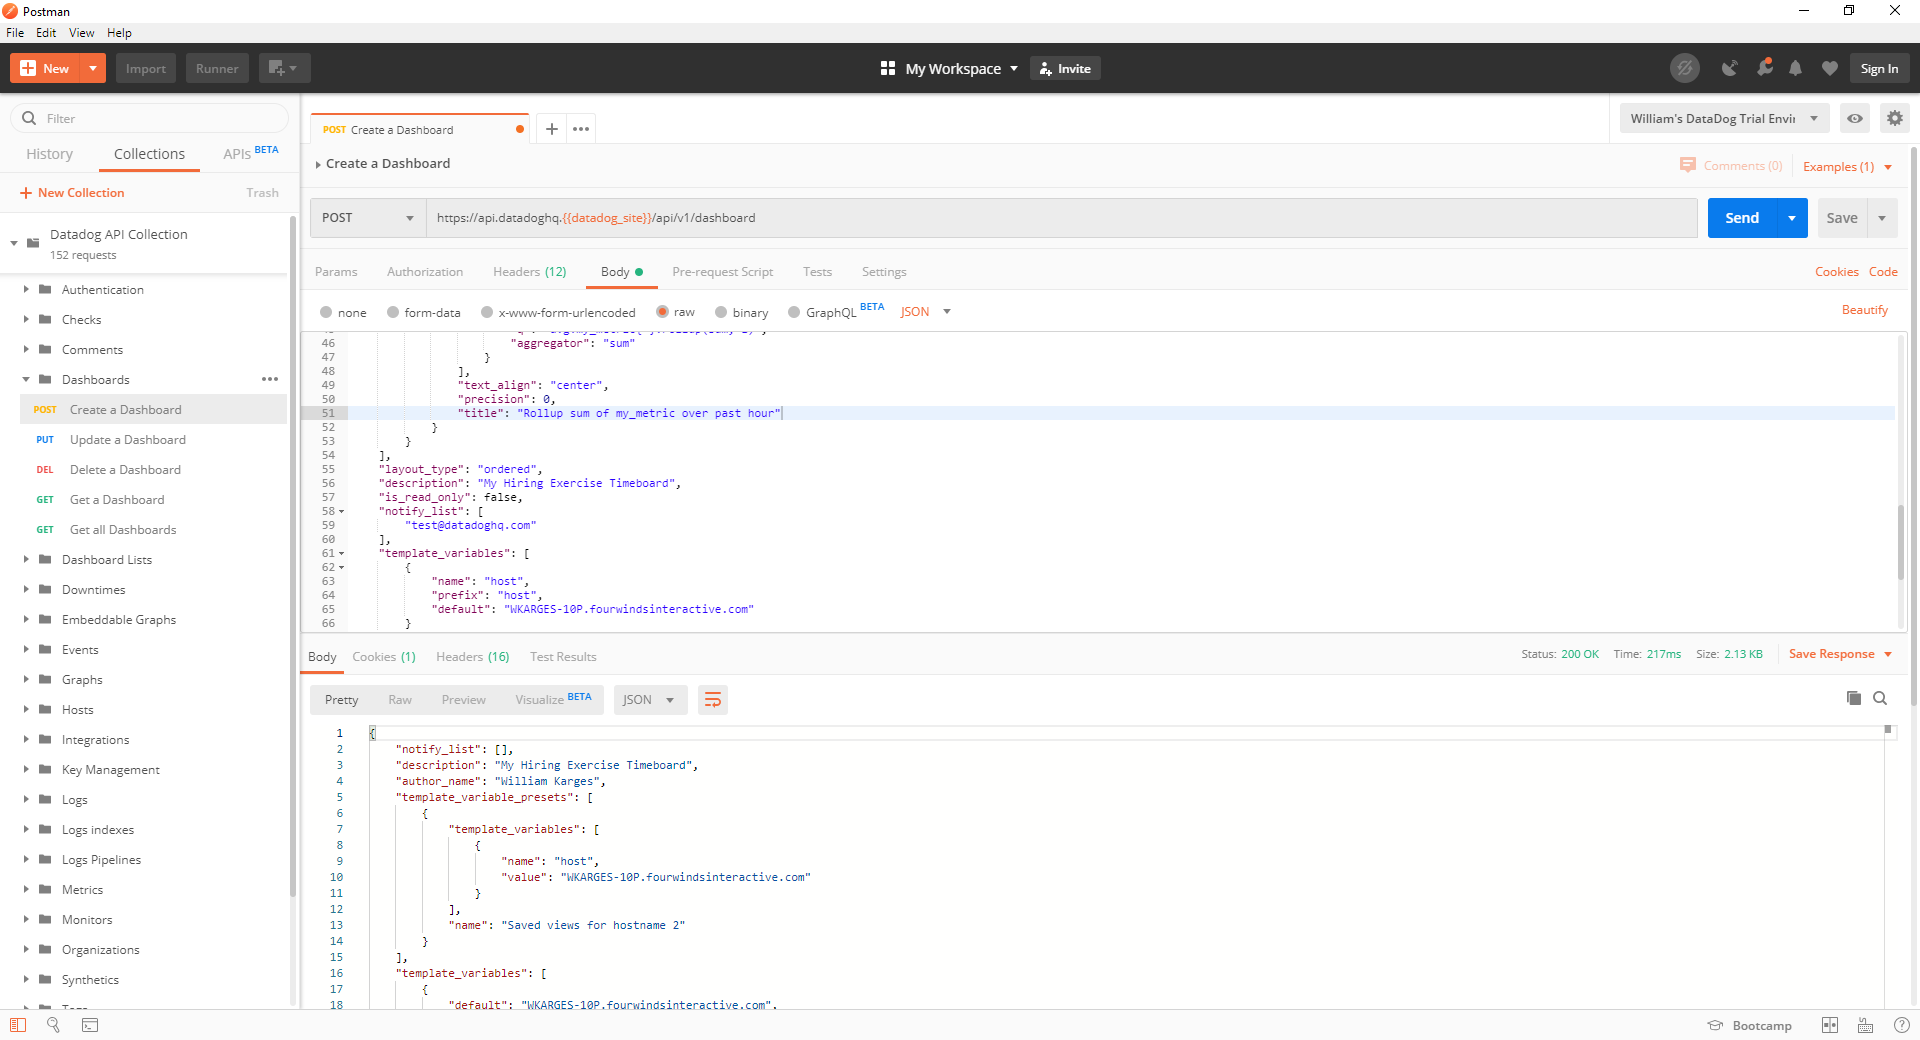 Postman
File Edit View Help
New Import Runner My Workspace Invite Sign In
Filter
History Collections APIs BETA
New Collection Trash
Datadog API Collection
152 requests
Authentication
Checks
Comments
Dashboards
POST Create a Dashboard
PUT Update a Dashboard
DEL Delete a Dashboard
GET Get a Dashboard
GET Get all Dashboards
Dashboard Lists
Downtimes
Embeddable Graphs
Events
Graphs
Hosts
Integrations
Key Management
Logs
Logs indexes
Logs Pipelines
Metrics
Monitors
Organizations
Synthetics
POST Create a Dashboard
William's DataDog Trial Envi
Create a Dashboard
Comments (0) Examples (1)
POST https://api.datadoghq.{{datadog_site}}/api/v1/dashboard Send Save
Params Authorization Headers (12) Body Pre-request Script Tests Settings Cookies Code
none form-data x-www-form-urlencoded raw binary GraphQL BETA JSON Beautify
46 "aggregator": "sum"
47 }
48 ],
49 "text_align": "center",
50 "precision": 0,
51 "title": "Rollup sum of my_metric over past hour"
52 }
53 }
54 ],
55 "layout_type": "ordered",
56 "description": "My Hiring Exercise Timeboard",
57 "is_read_only": false,
58 "notify_list": [
59 "test@datadoghq.com"
60 ],
61 "template_variables": [
62 {
63 "name": "host",
64 "prefix": "host",
65 "default": "WKARGES-10P.fourwindsinteractive.com"
66 }
Body Cookies (1) Headers (16) Test Results Status: 200 OK Time: 217ms Size: 2.13 KB Save Response
Pretty Raw Preview Visualize BETA JSON
1 {
2 "notify_list": [],
3 "description": "My Hiring Exercise Timeboard",
4 "author_name": "William Karges",
5 "template_variable_presets": [
6 {
7 "template_variables": [
8 {
9 "name": "host",
10 "value": "WKARGES-10P.fourwindsinteractive.com"
11 }
12 ],
13 "name": "Saved views for hostname 2"
14 }
15 ],
16 "template_variables": [
17 {
18 "default": "WKARGES-10P.fourwindsinteractive.com",
Bootcamp